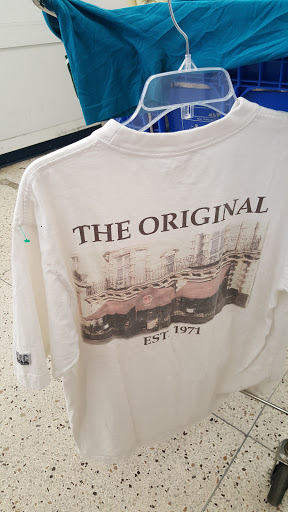 THE ORIGINAL
EST. 1971